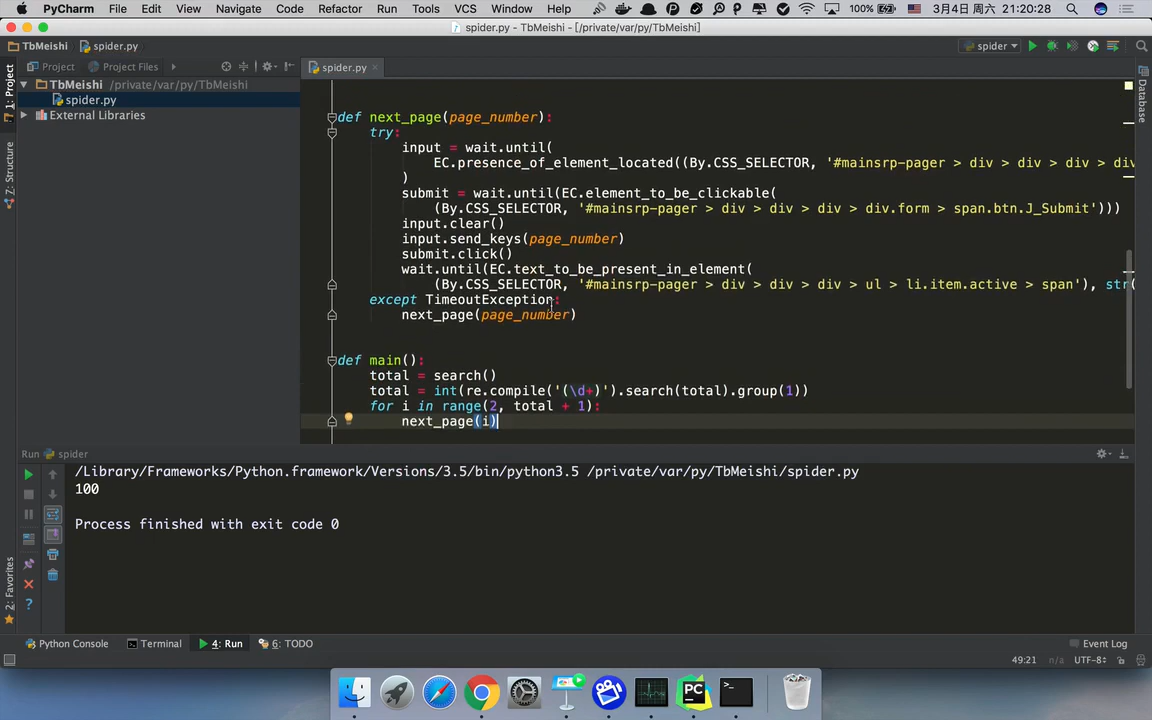 PyCharm File Edit View Navigate Code Refactor Run Tools VCS Window Help 100% 3月4日 周六 21:20:28
spider.py - TbMeishi - [/private/var/py/TbMeishi]
TbMeishi spider.py spider
Project Project Files spider.py
TbMeishi /private/var/py/TbMeishi
spider.py
External Libraries
1: Project
7: Structure
2: Favorites
Database
def next_page(page_number):
try:
input = wait.until(
EC.presence_of_element_located((By.CSS_SELECTOR, '#mainsrp-pager > div > div > div > div
)
submit = wait.until(EC.element_to_be_clickable(
(By.CSS_SELECTOR, '#mainsrp-pager > div > div > div > div.form > span.btn.J_Submit')))
input.clear()
input.send_keys(page_number)
submit.click()
wait.until(EC.text_to_be_present_in_element(
(By.CSS_SELECTOR, '#mainsrp-pager > div > div > div > ul > li.item.active > span'), str(
except TimeoutException:
next_page(page_number)
def main():
total = search()
total = int(re.compile('(\d+)').search(total).group(1))
for i in range(2, total + 1):
next_page(i)
Run spider
/Library/Frameworks/Python.framework/Versions/3.5/bin/python3.5 /private/var/py/TbMeishi/spider.py
100
Process finished with exit code 0
Python Console Terminal 4: Run 6: TODO Event Log
49:21 n/a UTF-8